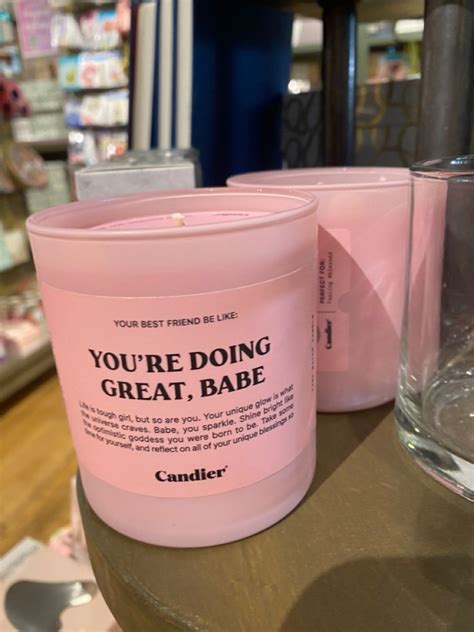 YOUR BEST FRIEND BE LIKE:
YOU'RE DOING
GREAT, BABE
Life is tough girl, but so are you. Your unique glow is what
the universe craves. Babe, you sparkle. Shine bright like
the optimistic goddess you were born to be. Take some
time for yourself, and reflect on all of your unique blessings
Candier
PERFECT FOR:
Feeling
Candier